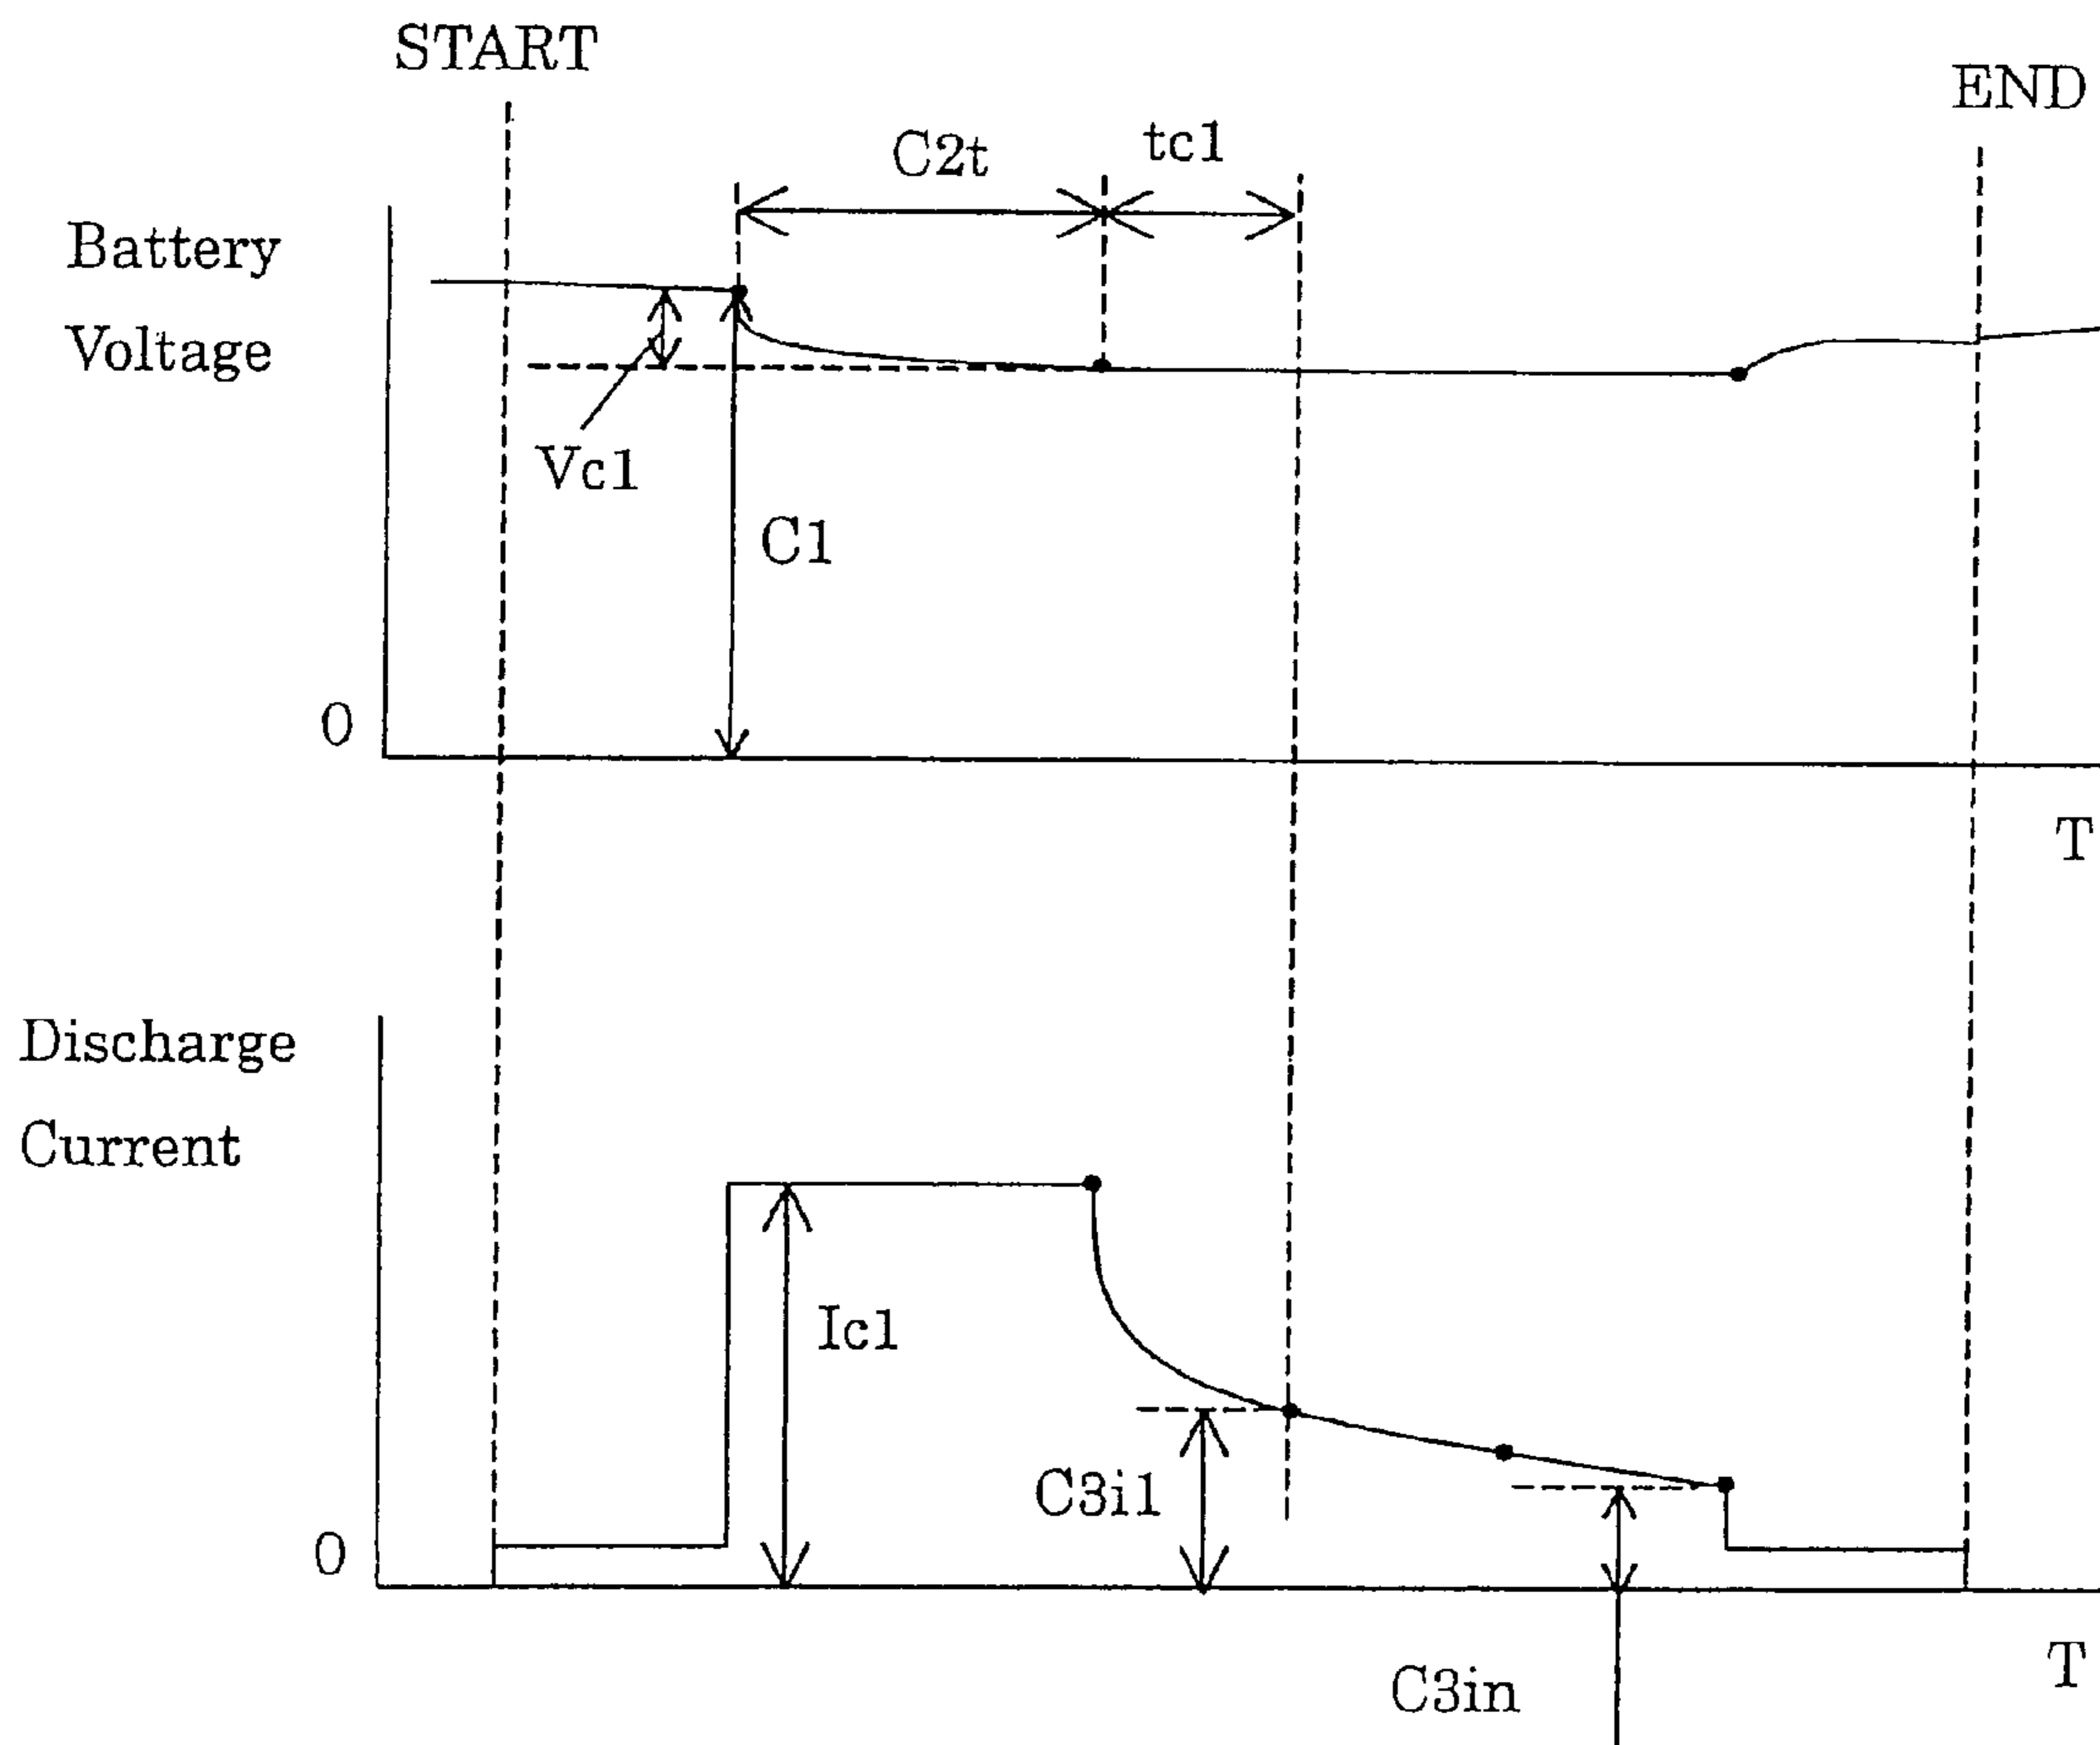 START
END
C2t
tc1
Battery
Voltage
Vc1
C1
0
T
Discharge
Current
Ic1
C3i1
0
C3in
T